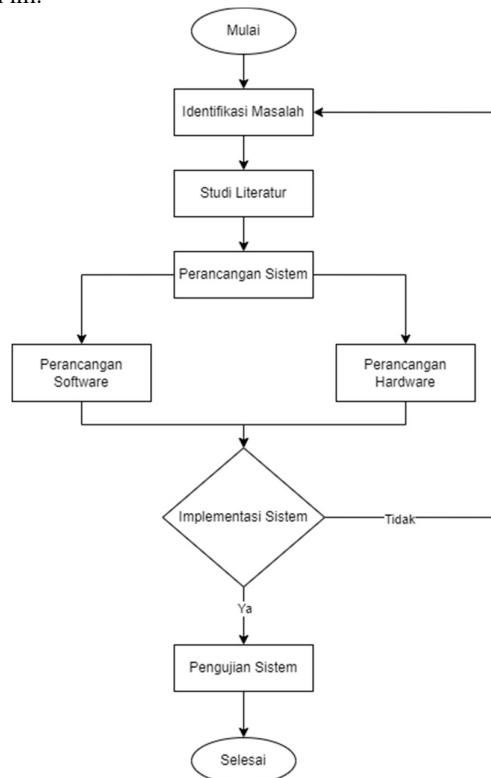 Mulai
Identifikasi Masalah
Studi Literatur
Perancangan Sistem
Perancangan
Software
Perancangan
Hardware
Implementasi Sistem
Tidak
Ya
Pengujian Sistem
Selesai